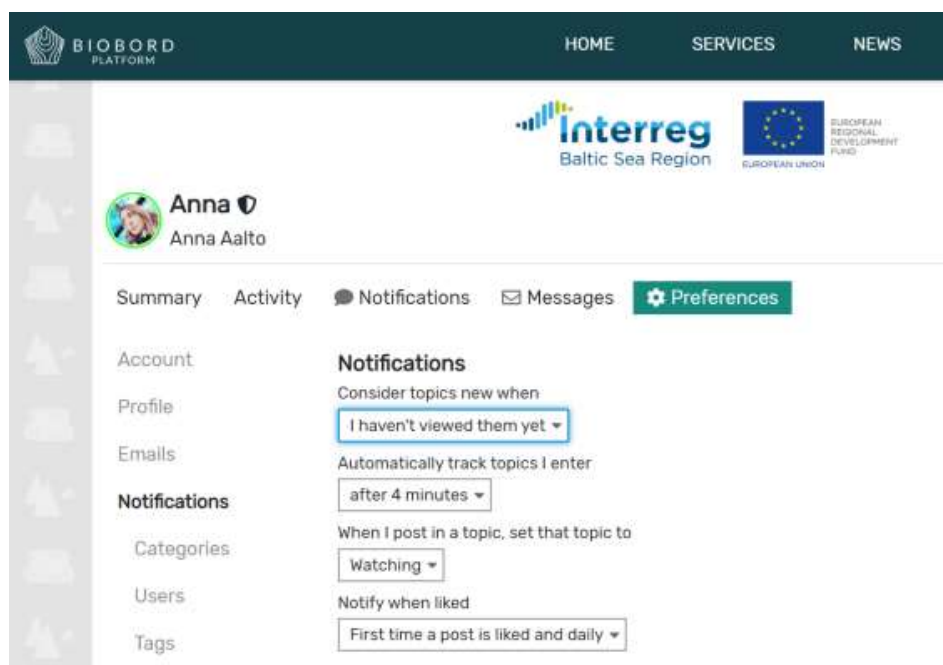 BIOBORD
PLATFORM
HOME SERVICES NEWS
Interreg
Baltic Sea Region
EUROPEAN UNION
EUROPEAN
REGIONAL
DEVELOPMENT
FUND
Anna
Anna Aalto
Summary Activity Notifications Messages Preferences
Account
Profile
Emails
Notifications
Categories
Users
Tags
Notifications
Consider topics new when
I haven't viewed them yet
Automatically track topics I enter
after 4 minutes
When I post in a topic, set that topic to
Watching
Notify when liked
First time a post is liked and daily